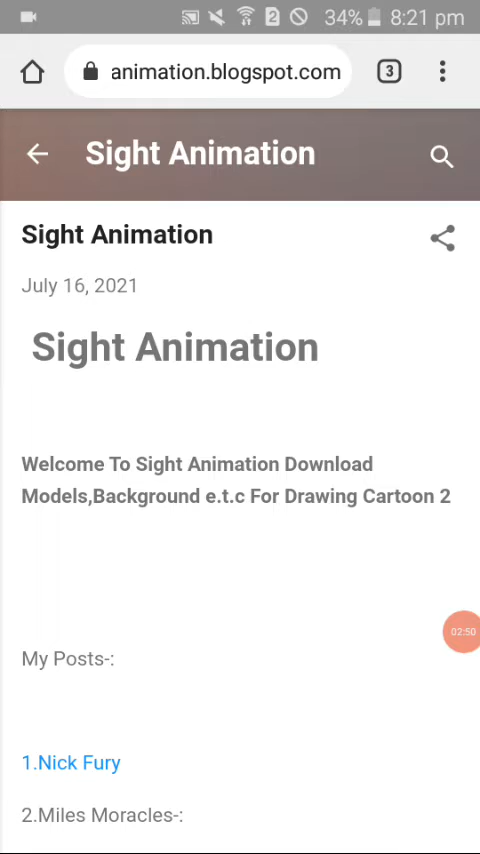 2 34% 8:21 pm
animation.blogspot.com 3
Sight Animation
Sight Animation
July 16, 2021
Sight Animation
Welcome To Sight Animation Download
Models,Background e.t.c For Drawing Cartoon 2
02:50
My Posts-:
1.Nick Fury
2.Miles Moracles-: